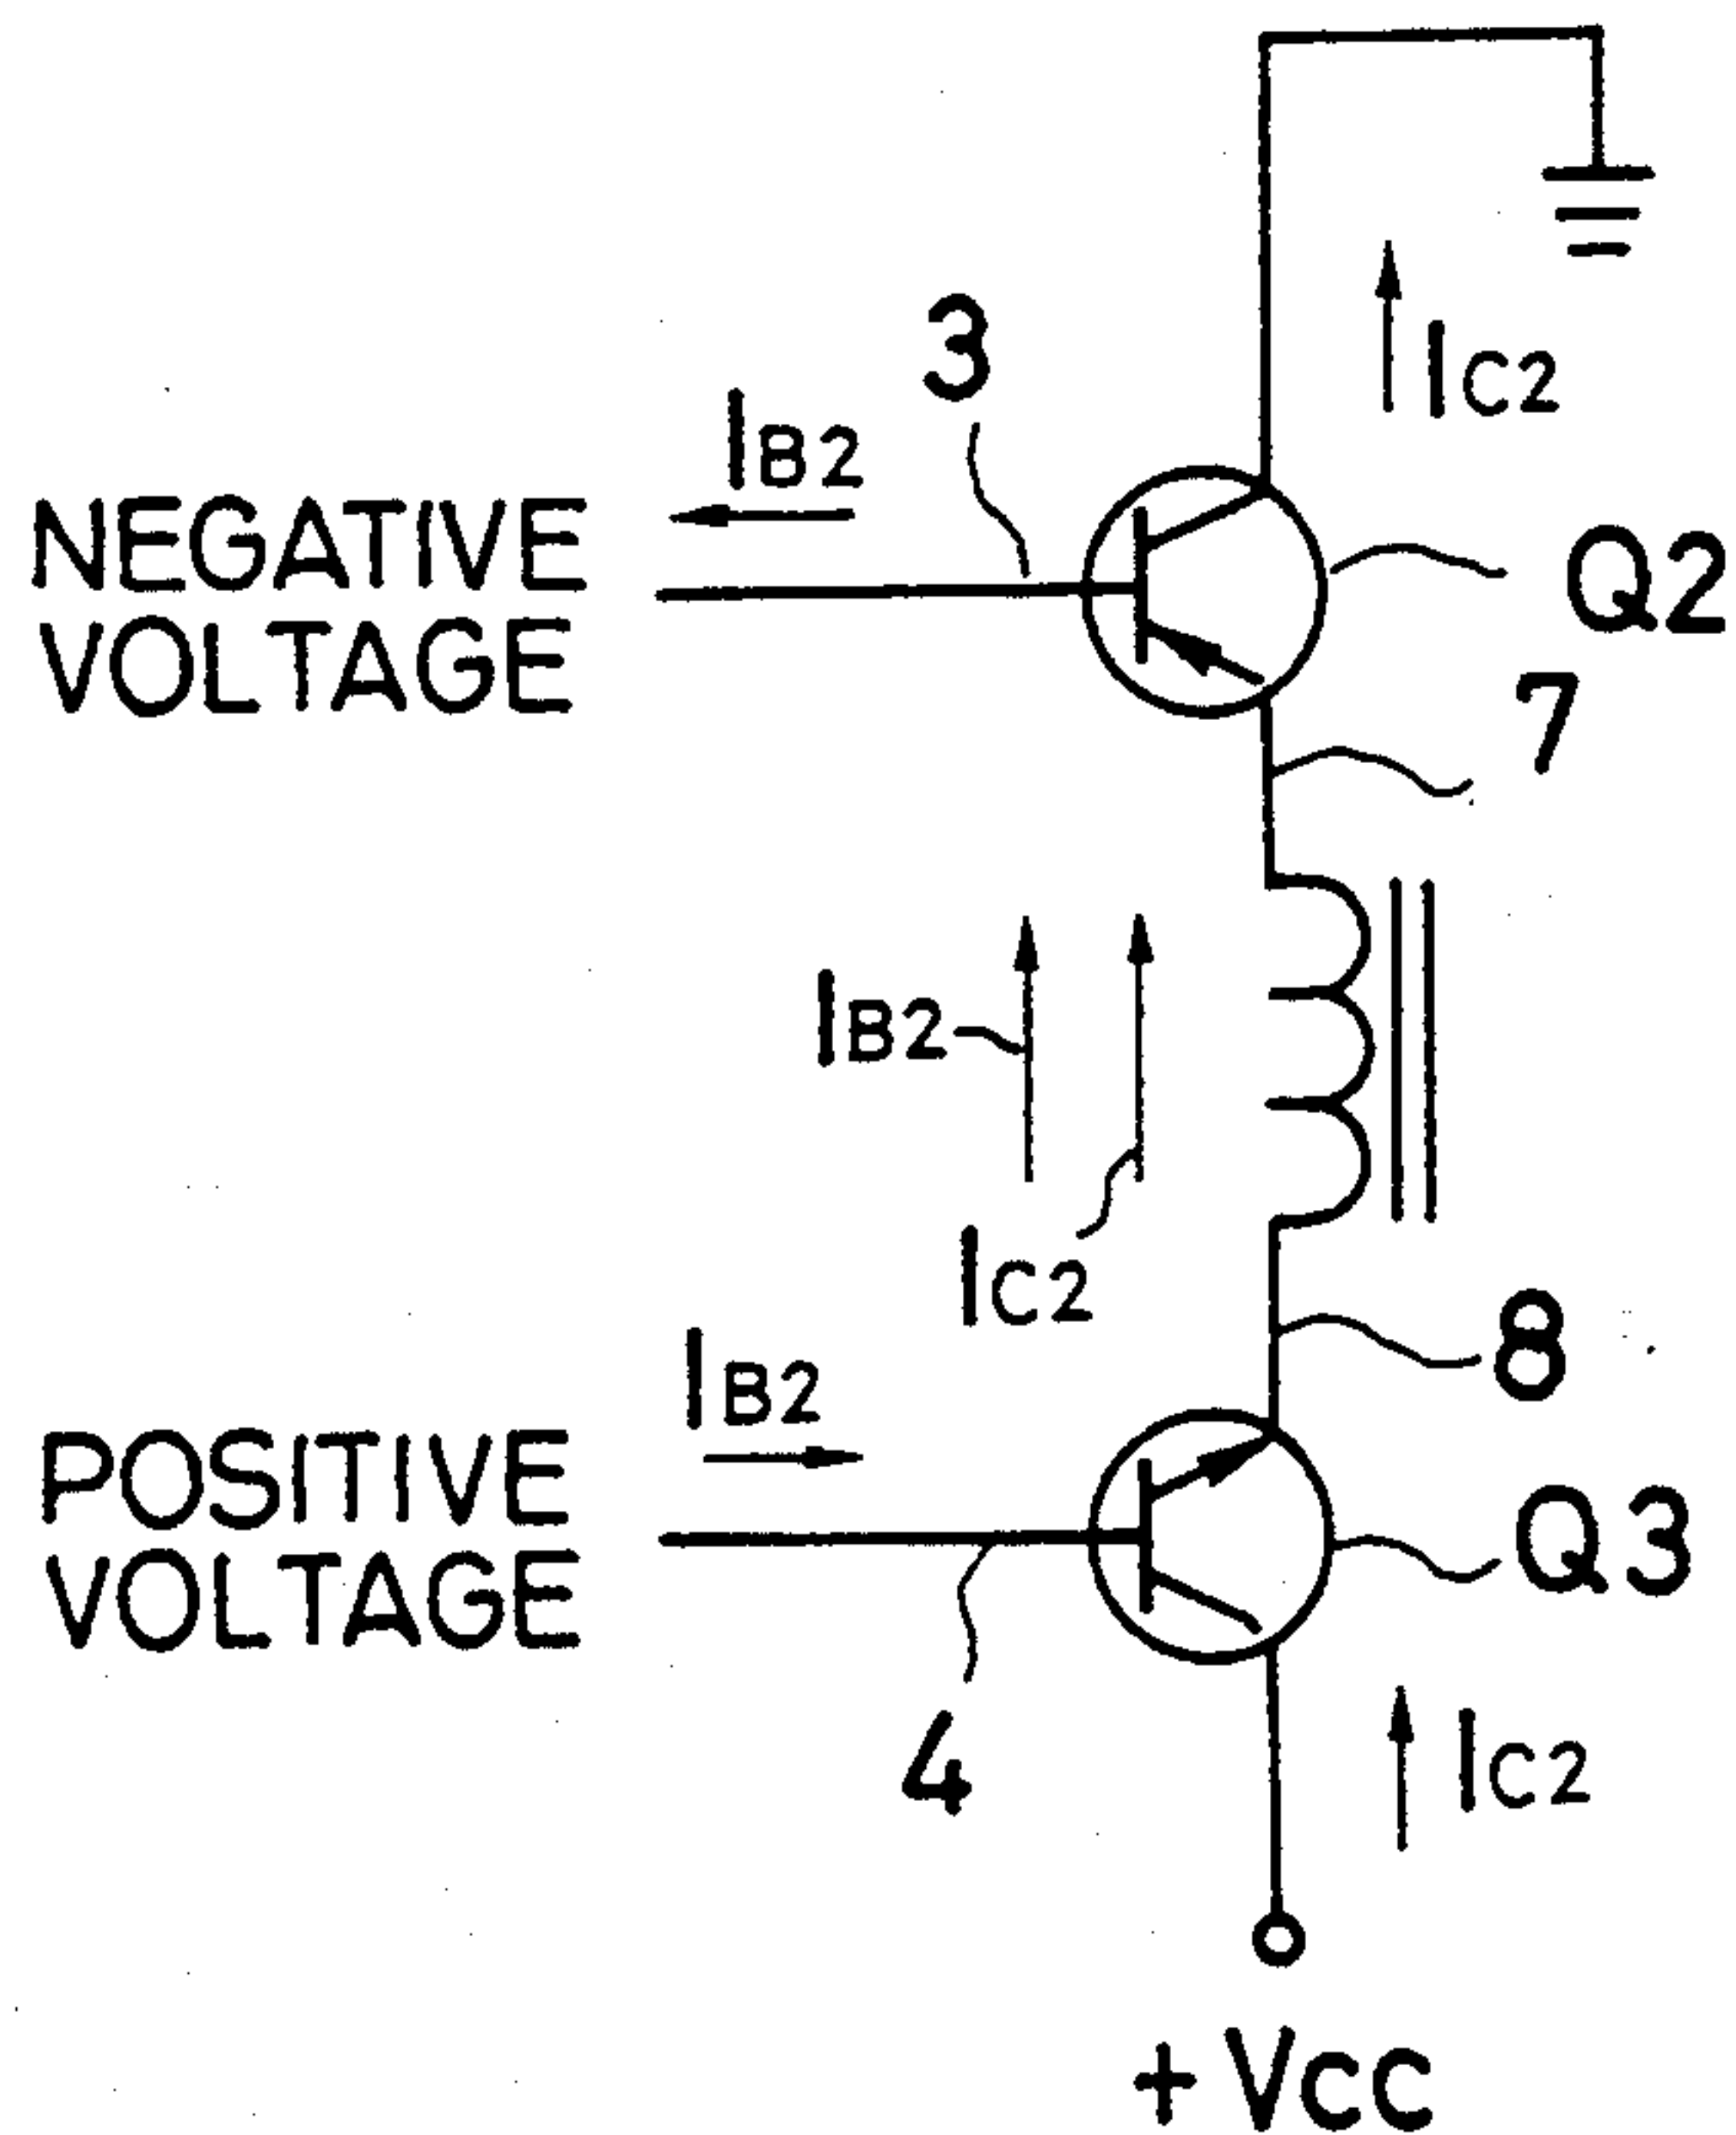 3
IC2
IB2
NEGATIVE
VOLTAGE
Q2
7
IB2
IC2
8
IB2
POSITIVE
VOLTAGE
Q3
4
IC2
+ VCC